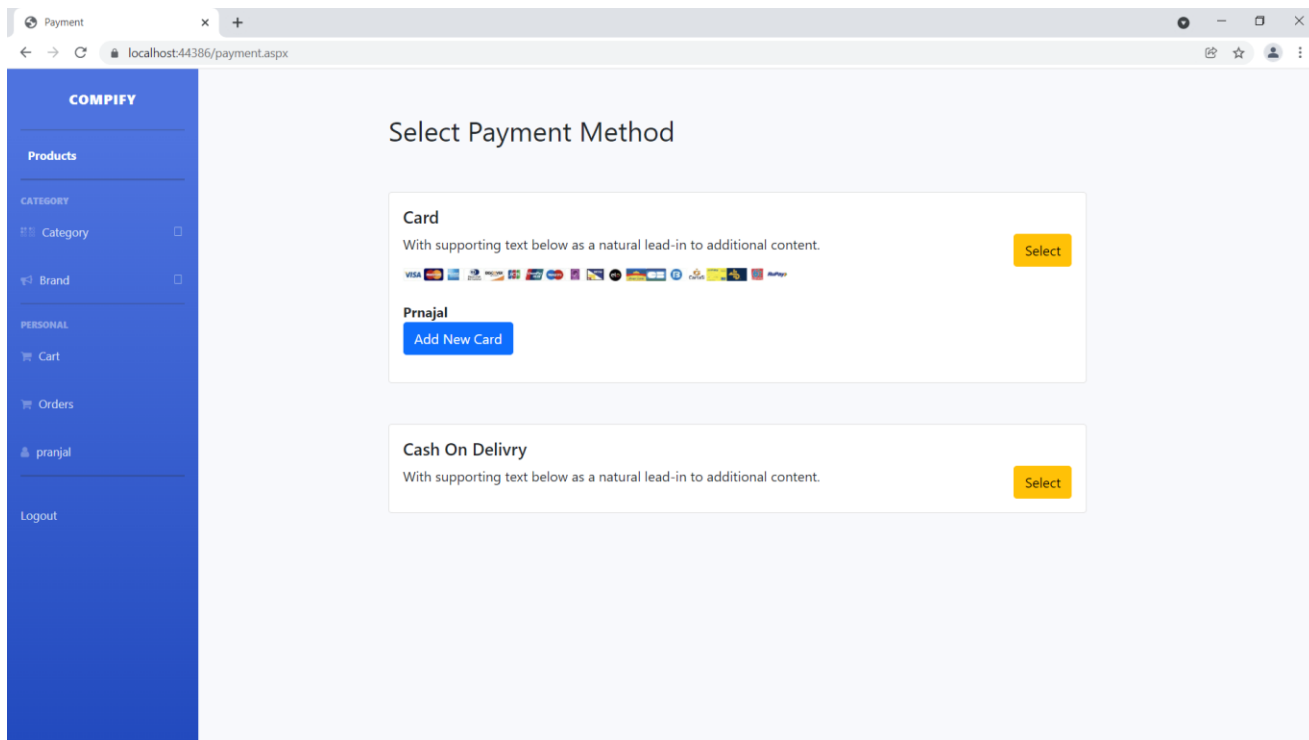 Payment
localhost:44386/payment.aspx
COMPIFY
Products
CATEGORY
Category
Brand
PERSONAL
Cart
Orders
pranjal
Logout
Select Payment Method
Card
With supporting text below as a natural lead-in to additional content.
Select
VISA
Prnajal
Add New Card
Cash On Delivry
With supporting text below as a natural lead-in to additional content.
Select